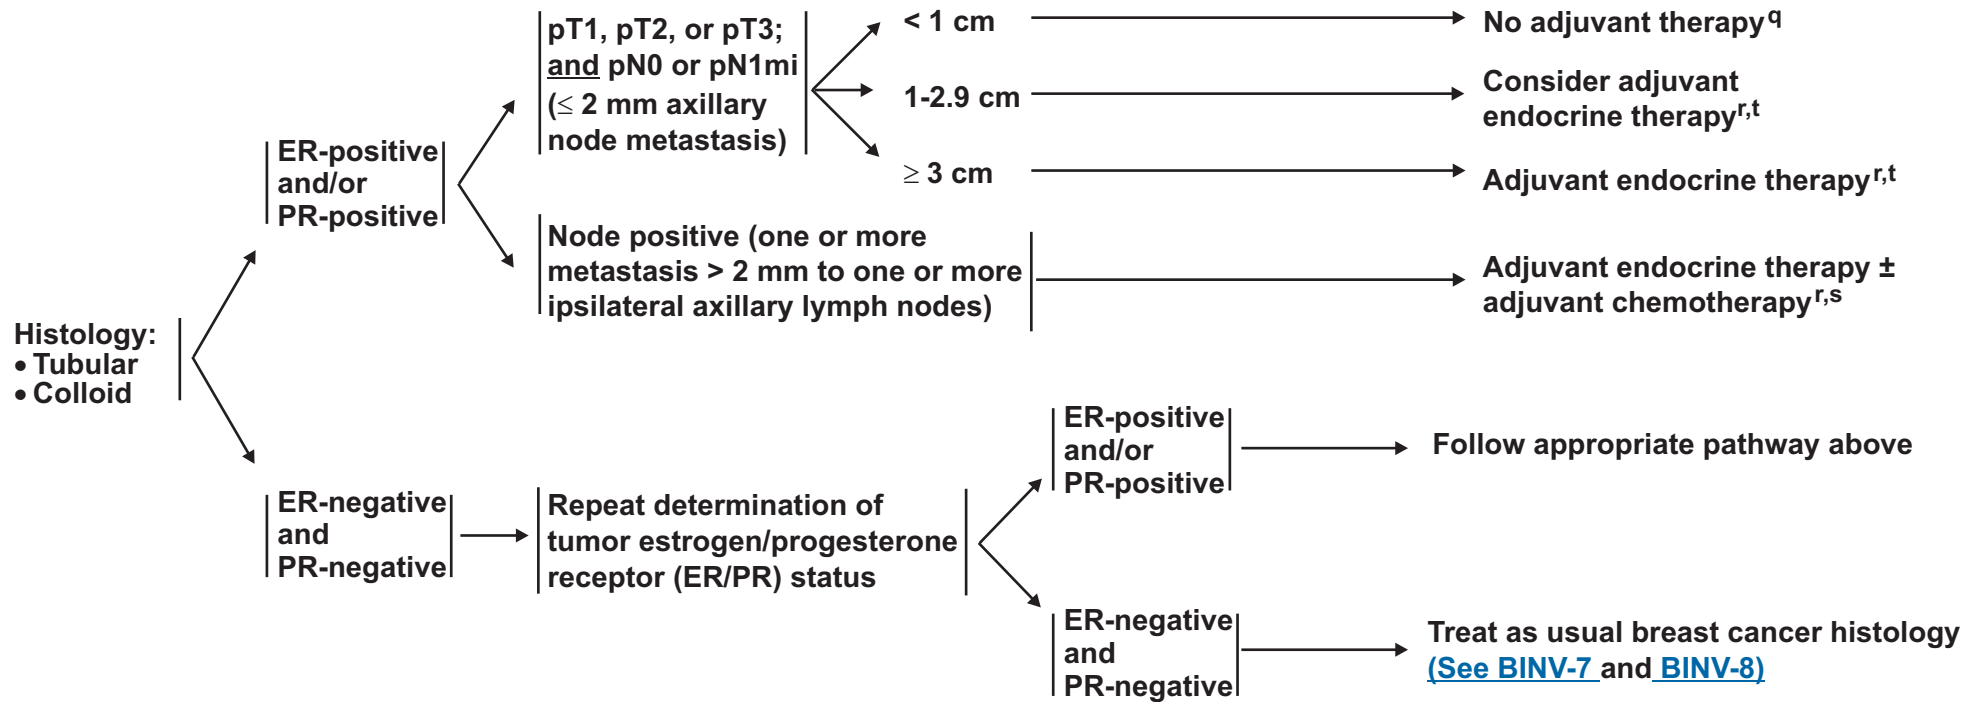 pT1, pT2, or pT3;
and pN0 or pN1mi
(≤ 2 mm axillary
node metastasis)
< 1 cm
No adjuvant therapyq
1-2.9 cm
Consider adjuvant
endocrine therapyr,t
≥ 3 cm
Adjuvant endocrine therapyr,t
ER-positive
and/or
PR-positive
Node positive (one or more
metastasis > 2 mm to one or more
ipsilateral axillary lymph nodes)
Adjuvant endocrine therapy ±
adjuvant chemotherapyr,s
Histology:
• Tubular
• Colloid
ER-negative
and
PR-negative
Repeat determination of
tumor estrogen/progesterone
receptor (ER/PR) status
ER-positive
and/or
PR-positive
Follow appropriate pathway above
ER-negative
and
PR-negative
Treat as usual breast cancer histology
(See BINV-7 and BINV-8)